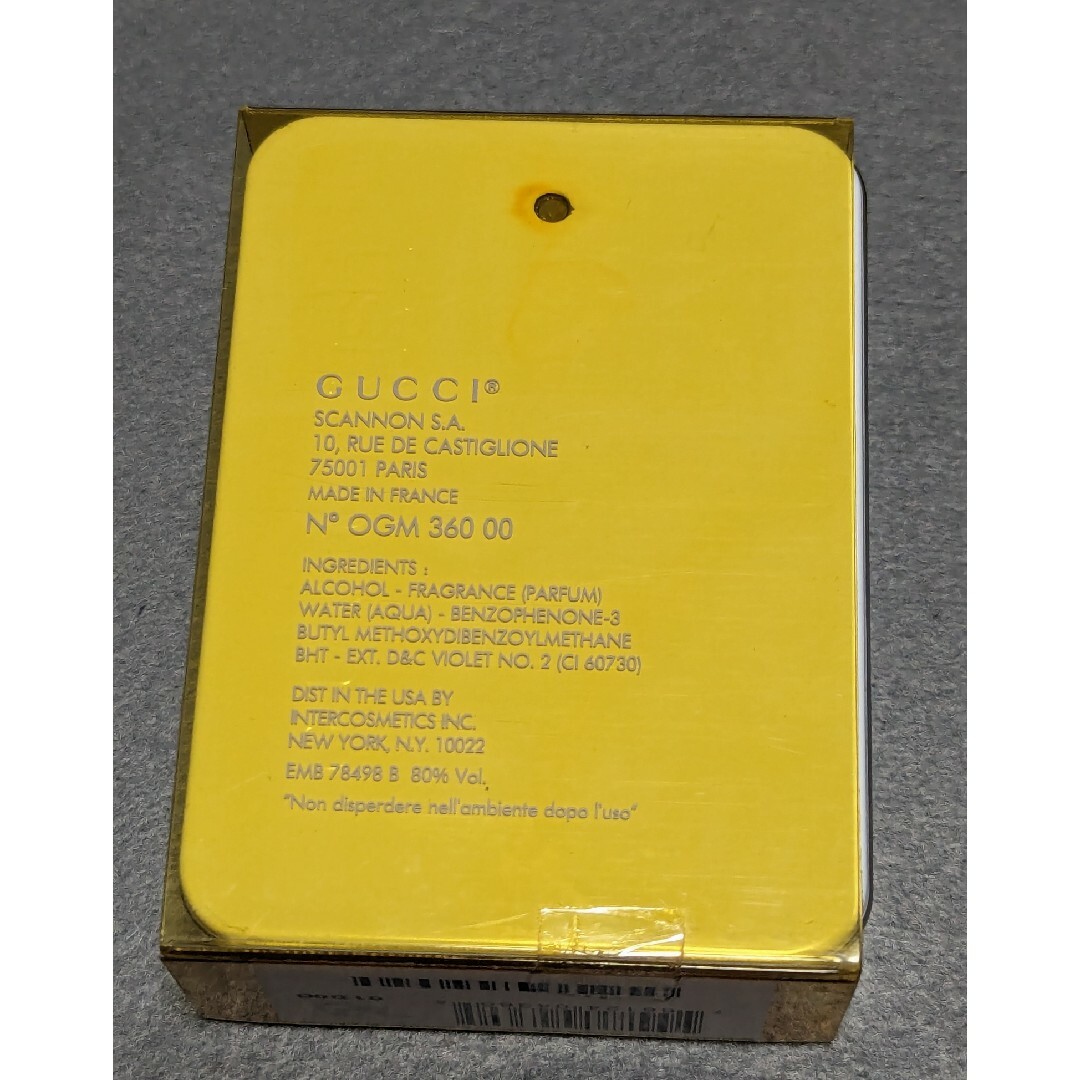 GUCCI®
SCANNON S.A.
10, RUE DE CASTIGLIONE
75001 PARIS
MADE IN FRANCE
N° OGM 360 00
INGREDIENTS :
ALCOHOL - FRAGRANCE (PARFUM)
WATER (AQUA) - BENZOPHENONE-3
BUTYL METHOXYDIBENZOYLMETHANE
BHT - EXT. D&C VIOLET NO. 2 (CI 60730)
DIST IN THE USA BY
INTERCOSMETICS INC.
NEW YORK, N.Y. 10022
EMB 78498 B 80% Vol.
"Non disperdere nell'ambiente dopo l'uso"